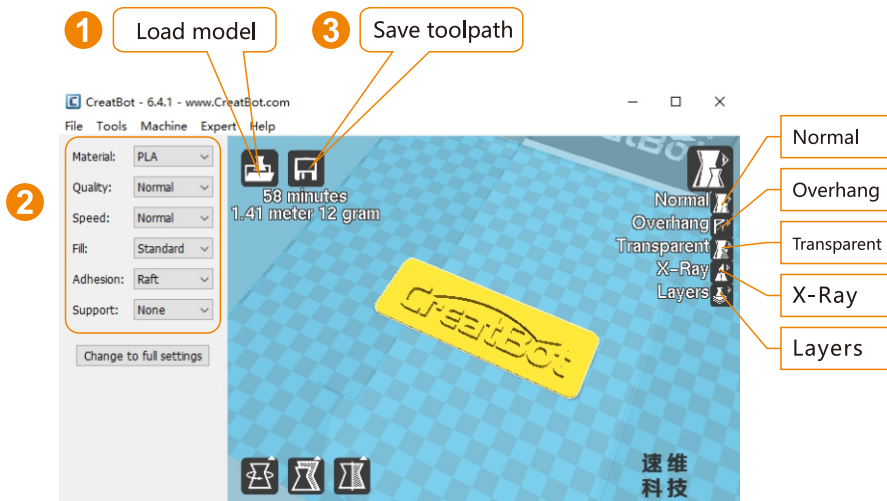 1
Load model
3
Save toolpath
C CreatBot - 6.4.1 - www.CreatBot.com
File Tools Machine Expert Help
2
Material: PLA
Quality: Normal
Speed: Normal
Fill: Standard
Adhesion: Raft
Support: None
Change to full settings
58 minutes
1.41 meter 12 gram
Normal
Overhang
Transparent
X-Ray
Layers
Normal
Overhang
Transparent
X-Ray
Layers
CreatBot
速维
科技